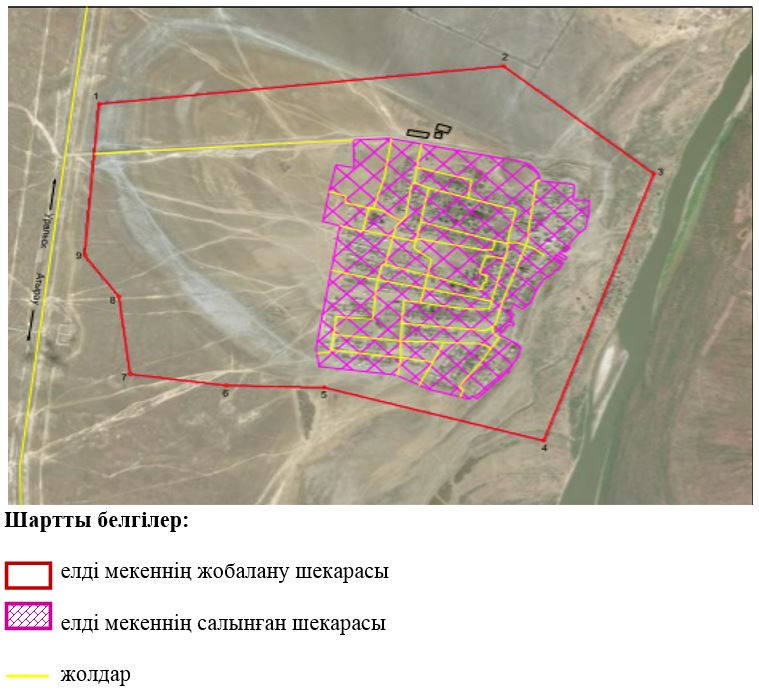 1
2
3
4
5
6
7
8
9
Уральск
Атырау
Шартты белгілер:
елді мекеннің жобалану шекарасы
елді мекеннің салынған шекарасы
жолдар